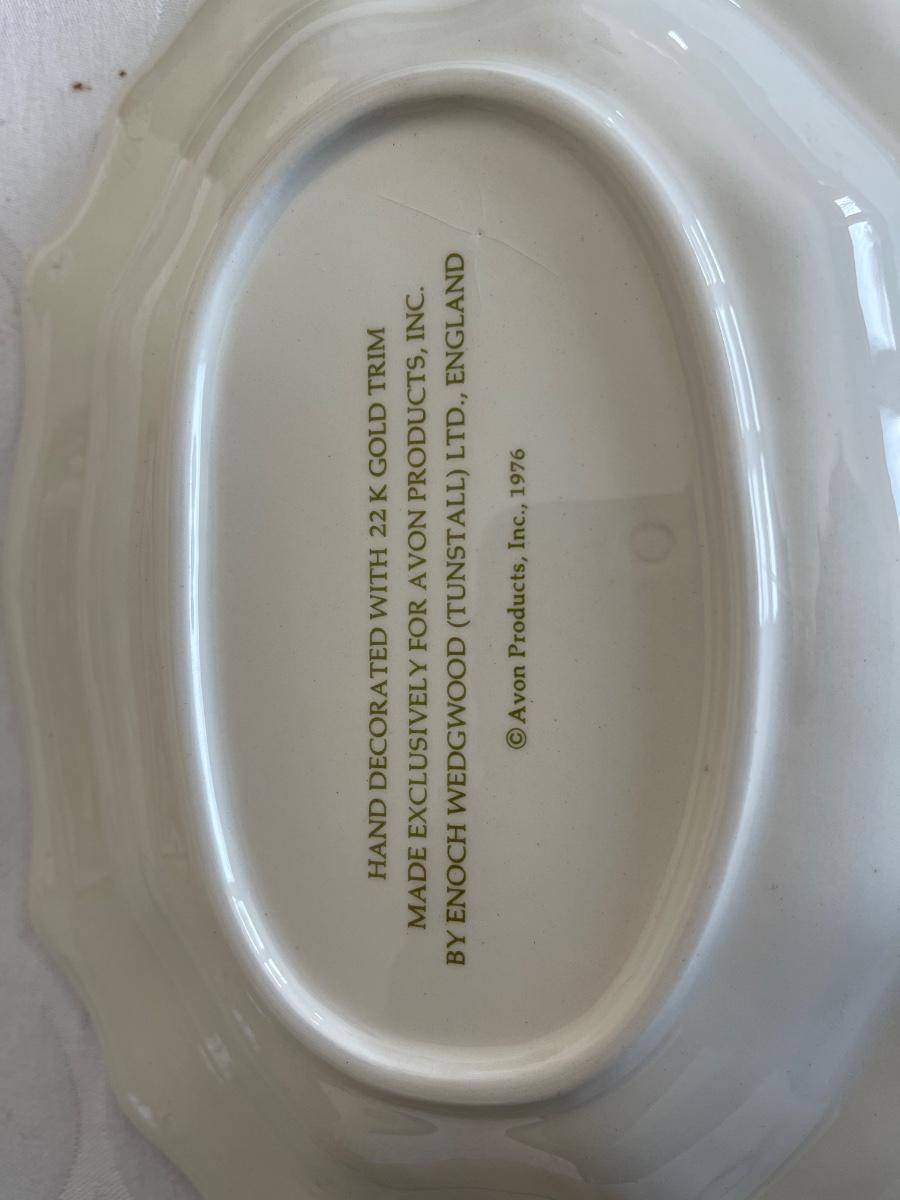 HAND DECORATED WITH 22 K GOLD TRIM
MADE EXCLUSIVELY FOR AVON PRODUCTS, INC.
BY ENOCH WEDGWOOD (TUNSTALL) LTD., ENGLAND
© Avon Products, Inc., 1976